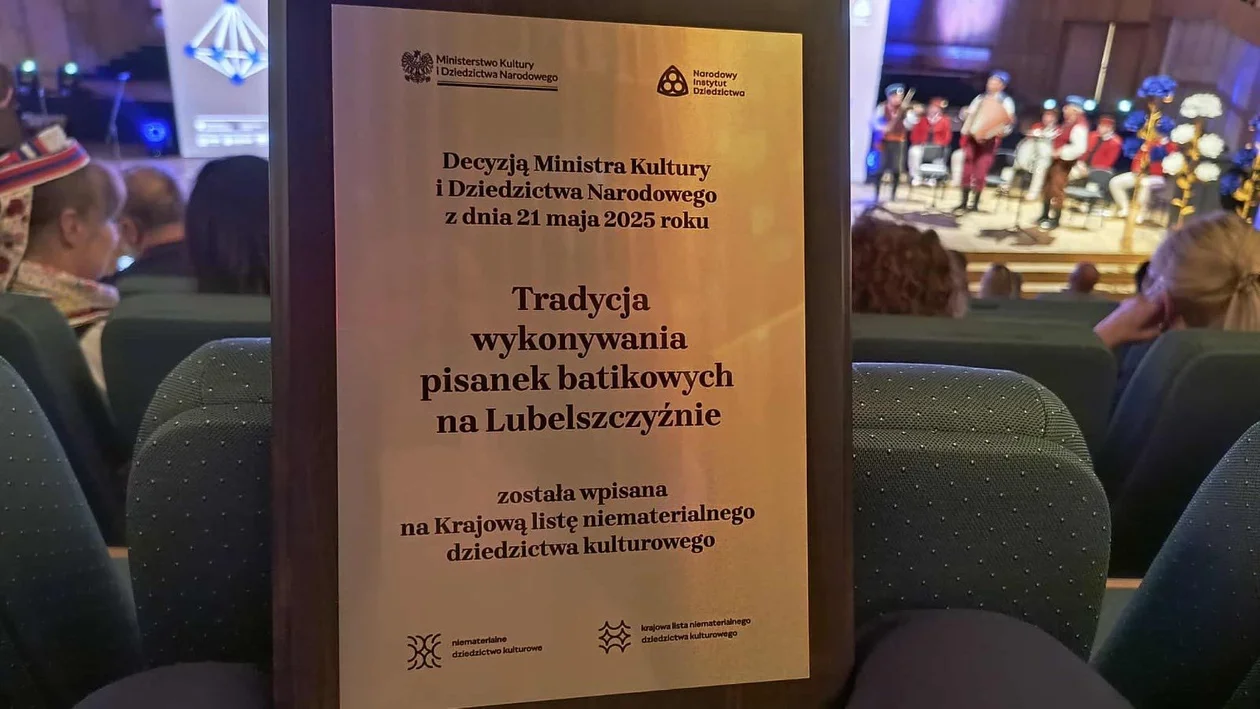 Ministerstwo Kultury
i Dziedzictwa Narodowego
Narodowy
Instytut
Dziedzictwa
Decyzją Ministra Kultury
i Dziedzictwa Narodowego
z dnia 21 maja 2025 roku
Tradycja
wykonywania
pisanek batikowych
na Lubelszczyźnie
została wpisana
na Krajową listę niematerialnego
dziedzictwa kulturowego
niematerialne
dziedzictwo kulturowe
krajowa lista niematerialnego
dziedzictwa kulturowego